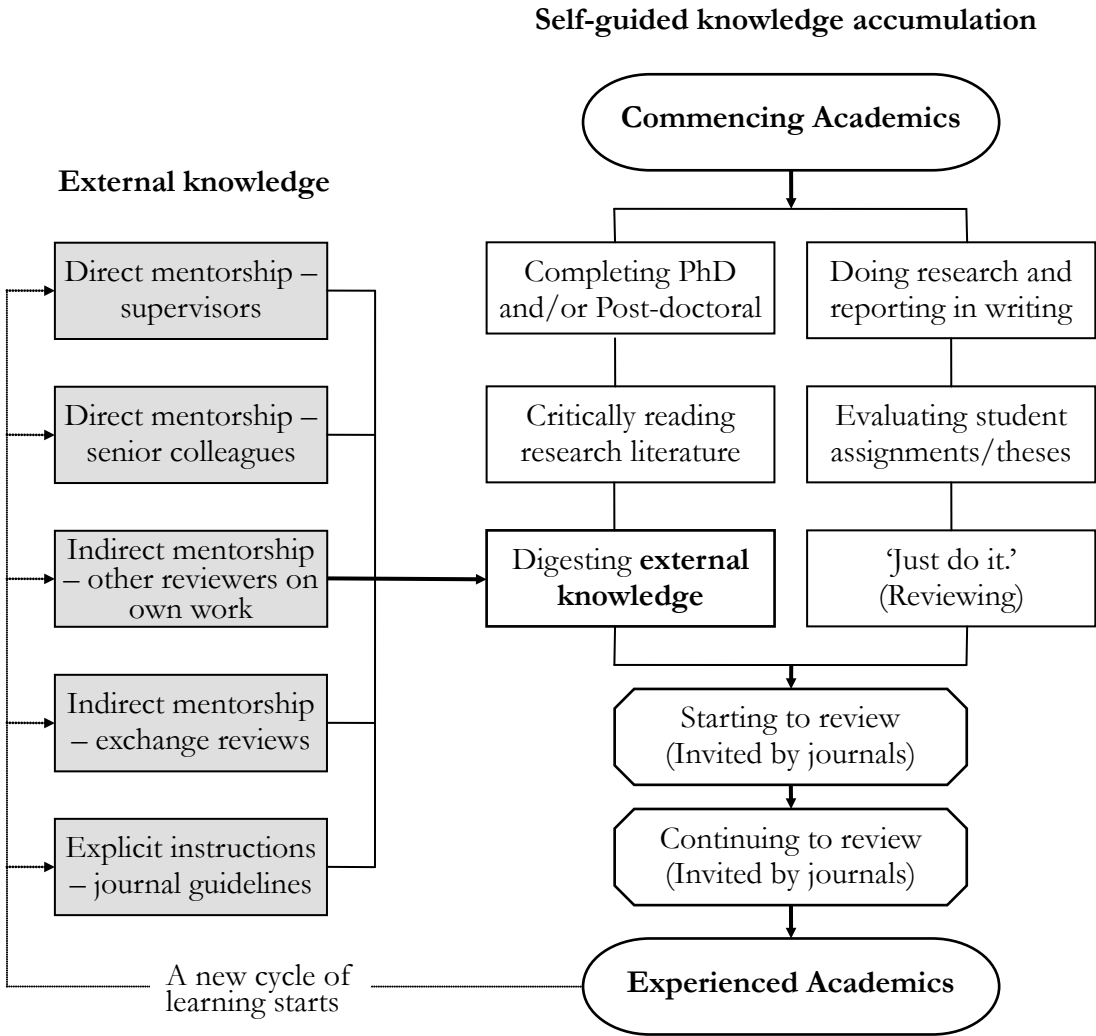 Self-guided knowledge accumulation
Commencing Academics
External knowledge
Direct mentorship –
supervisors
Direct mentorship –
senior colleagues
Indirect mentorship
– other reviewers on
own work
Indirect mentorship
– exchange reviews
Explicit instructions
– journal guidelines
Completing PhD
and/or Post-doctoral
Critically reading
research literature
Digesting external
knowledge
Doing research and
reporting in writing
Evaluating student
assignments/theses
‘Just do it.’
(Reviewing)
Starting to review
(Invited by journals)
Continuing to review
(Invited by journals)
Experienced Academics
A new cycle of
learning starts